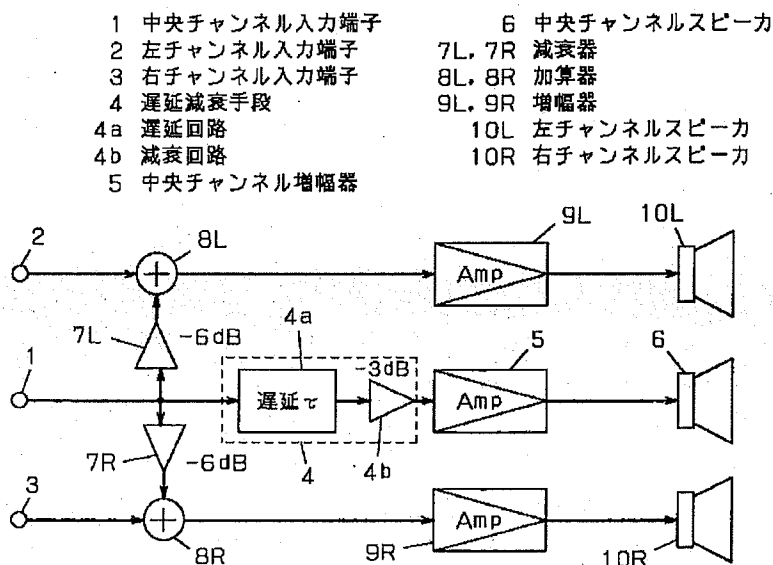 1 中央チャンネル入力端子
2 左チャンネル入力端子
3 右チャンネル入力端子
4 遅延減衰手段
4a 遅延回路
4b 減衰回路
5 中央チャンネル増幅器
6 中央チャンネルスピーカ
7L, 7R 減衰器
8L, 8R 加算器
9L, 9R 増幅器
10L 左チャンネルスピーカ
10R 右チャンネルスピーカ
2
8L
9L
10L
Amp
7L
-6dB
4a
-3dB
5
6
1
遅延τ
Amp
7R
-6dB
4
4b
3
8R
Amp
9R
10R